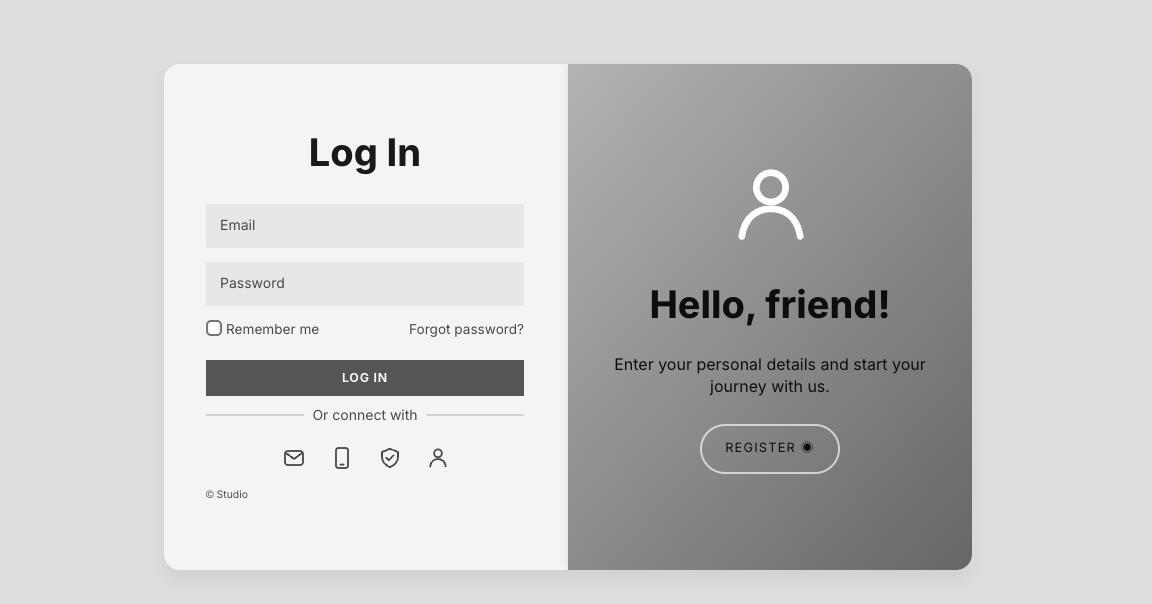 Log In
Email
Password
Remember me
Forgot password?
LOG IN
Or connect with
© Studio
Hello, friend!
Enter your personal details and start your
journey with us.
REGISTER ◉